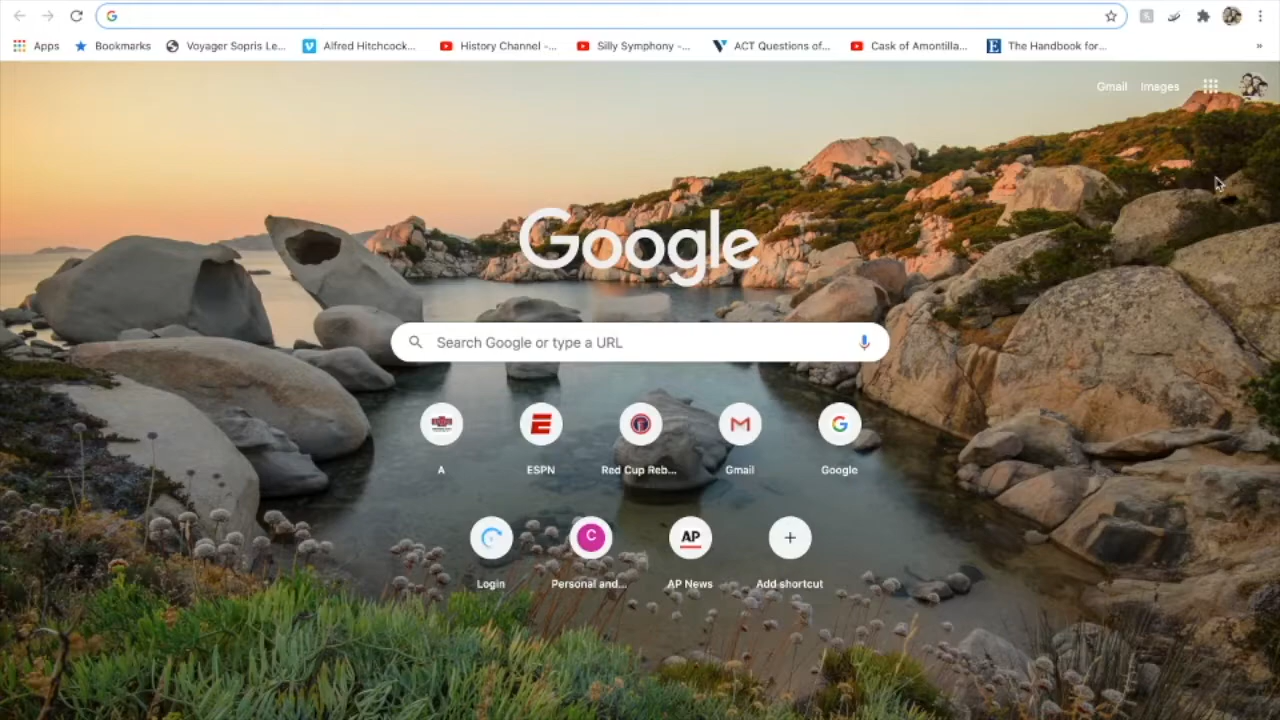 Apps Bookmarks Voyager Sopris Le... Alfred Hitchcock... History Channel -... Silly Symphony -... ACT Questions of... Cask of Amontilla... The Handbook for... »
Gmail Images
Google
Search Google or type a URL
A ESPN Red Cup Reb... Gmail Google
C AP
Login Personal and... AP News Add shortcut